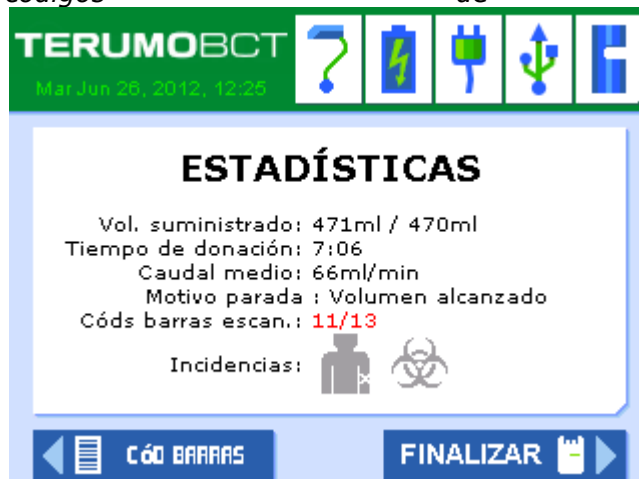 códigos de
TERUMOBCT
Mar Jun 26, 2012, 12:25
ESTADÍSTICAS
Vol. suministrado: 471ml / 470ml
Tiempo de donación: 7:06
Caudal medio: 66ml/min
Motivo parada : Volumen alcanzado
Códs barras escan.: 11/13
Incidencias:
CÓD BARRAS
FINALIZAR